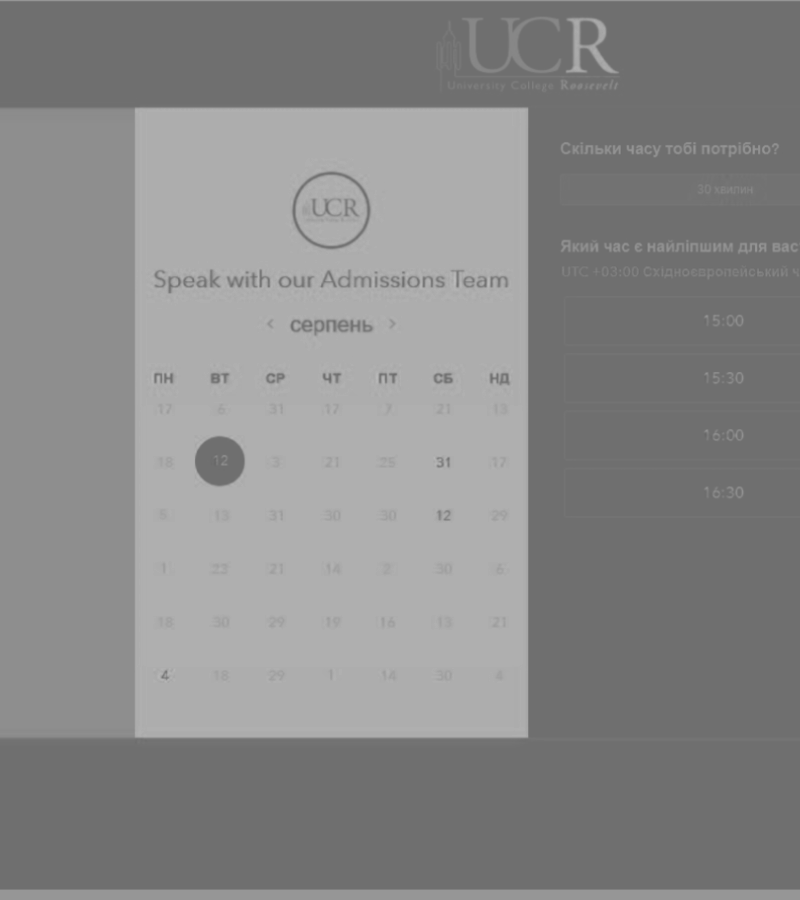 UCR
University College Roosevelt
UCR
Speak with our Admissions Team
< серпень >
ПН ВТ СР ЧТ ПТ СБ НД
17 6 31 17 7 21 13
18 12 3 21 25 31 17
5 13 31 30 30 12 29
1 23 21 14 2 30 6
18 30 29 19 16 13 21
4 18 29 1 14 30 4
Скільки часу тобі потрібно?
30 хвилин
Який час є найліпшим для вас
UTC +03:00 Східноєвропейський ч
15:00
15:30
16:00
16:30